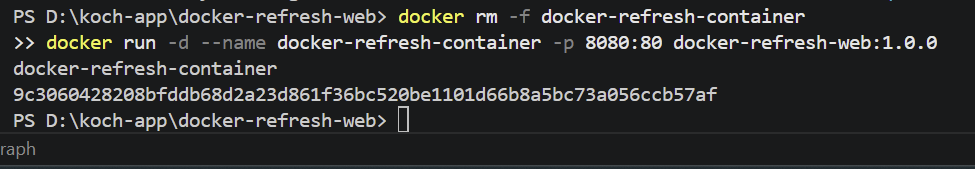 PS D:\koch-app\docker-refresh-web> docker rm -f docker-refresh-container
>> docker run -d --name docker-refresh-container -p 8080:80 docker-refresh-web:1.0.0
docker-refresh-container
9c3060428208bfddb68d2a23d861f36bc520be1101d66b8a5bc73a056ccb57af
PS D:\koch-app\docker-refresh-web>
raph